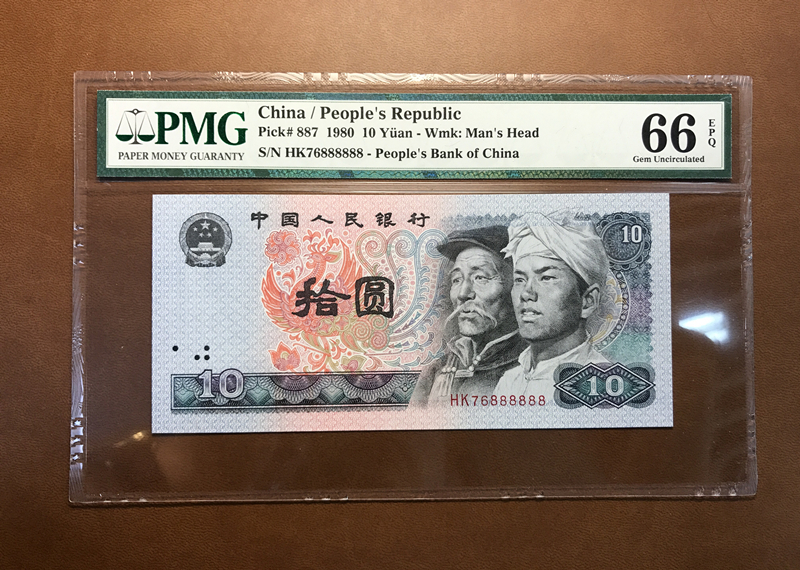 PMG
PAPER MONEY GUARANTY
China / People's Republic
Pick# 887 1980 10 Yüan - Wmk: Man's Head
S/N HK76888888 - People's Bank of China
66 EPQ
Gem Uncirculated
中国人民银行
10
拾圆
10
HK76888888
10